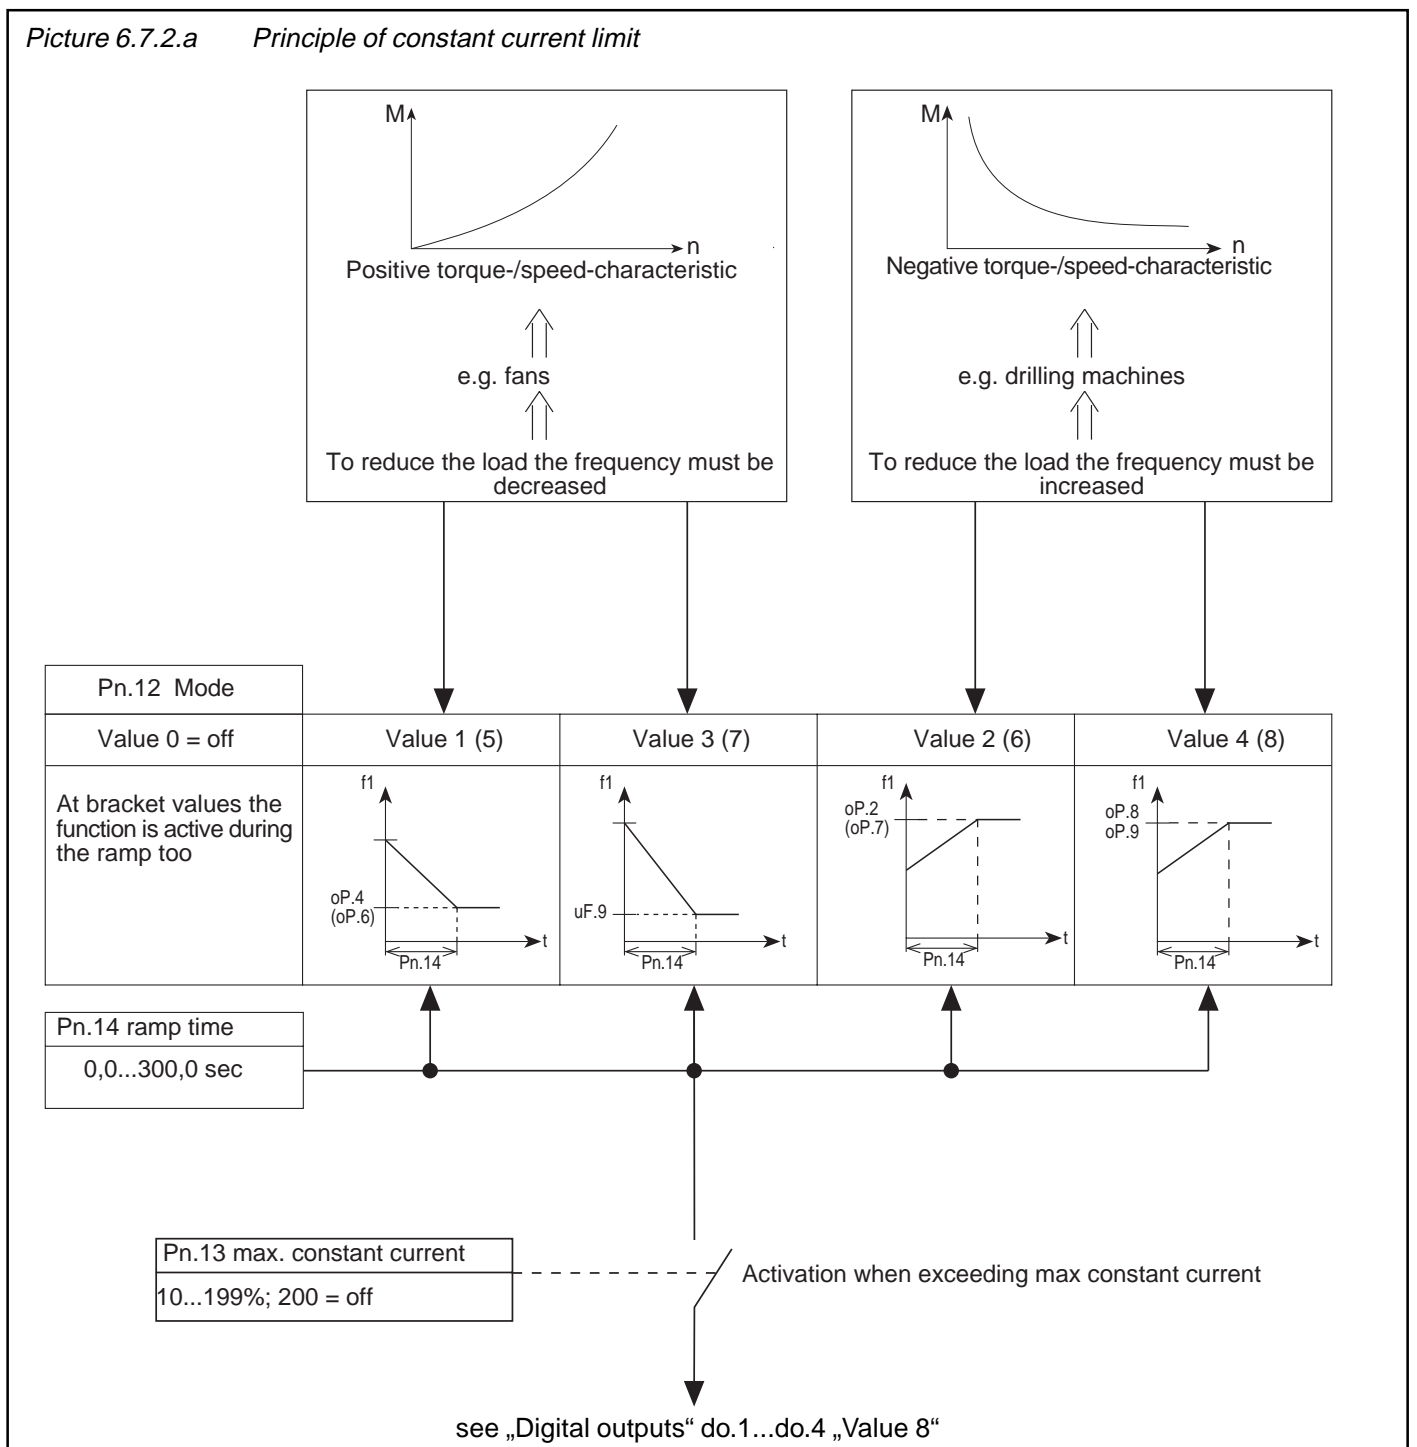 Picture 6.7.2.a Principle of constant current limit
M
n
Positive torque-/speed-characteristic
e.g. fans
To reduce the load the frequency must be
decreased
M
n
Negative torque-/speed-characteristic
e.g. drilling machines
To reduce the load the frequency must be
increased
Pn.12 Mode
Value 0 = off
Value 1 (5)
Value 3 (7)
Value 2 (6)
Value 4 (8)
At bracket values the
function is active during
the ramp too
f1
oP.4
(oP.6)
t
Pn.14
f1
uF.9
t
Pn.14
f1
oP.2
(oP.7)
t
Pn.14
f1
oP.8
oP.9
t
Pn.14
Pn.14 ramp time
0,0...300,0 sec
Pn.13 max. constant current
10...199%; 200 = off
Activation when exceeding max constant current
see „Digital outputs“ do.1...do.4 „Value 8“